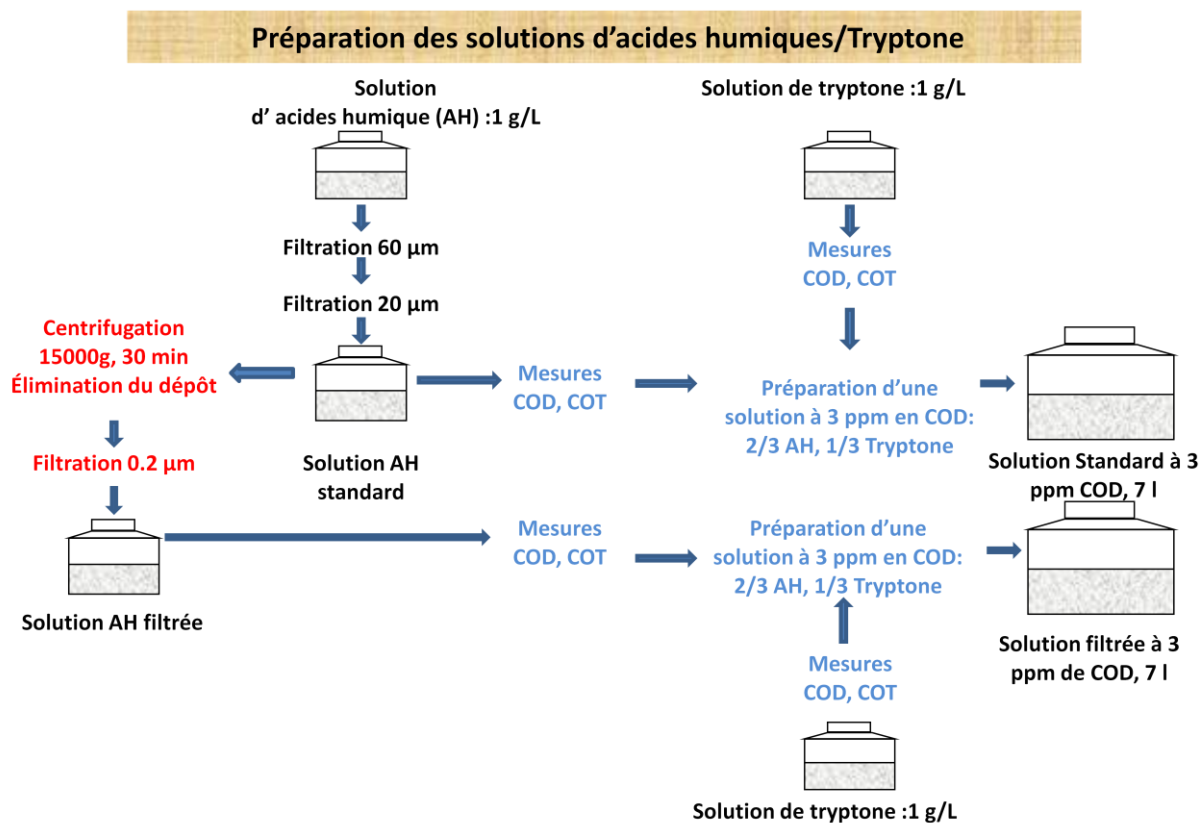 Préparation des solutions d'acides humiques/Tryptone
Solution
d' acides humique (AH) :1 g/L
Solution de tryptone :1 g/L
Filtration 60 µm
Mesures
COD, COT
Filtration 20 µm
Centrifugation
15000g, 30 min
Élimination du dépôt
Mesures
COD, COT
Préparation d'une
solution à 3 ppm en COD:
2/3 AH, 1/3 Tryptone
Filtration 0.2 µm
Solution AH
standard
Solution Standard à 3
ppm COD, 7 l
Mesures
COD, COT
Préparation d'une
solution à 3 ppm en COD:
2/3 AH, 1/3 Tryptone
Solution AH filtrée
Solution filtrée à 3
ppm de COD, 7 l
Mesures
COD, COT
Solution de tryptone :1 g/L